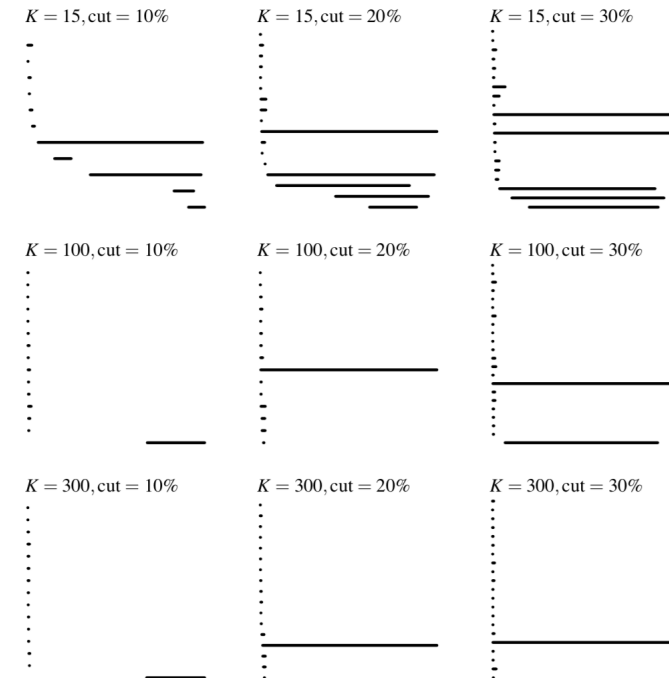 K = 15, cut = 10%
K = 15, cut = 20%
K = 15, cut = 30%
K = 100, cut = 10%
K = 100, cut = 20%
K = 100, cut = 30%
K = 300, cut = 10%
K = 300, cut = 20%
K = 300, cut = 30%